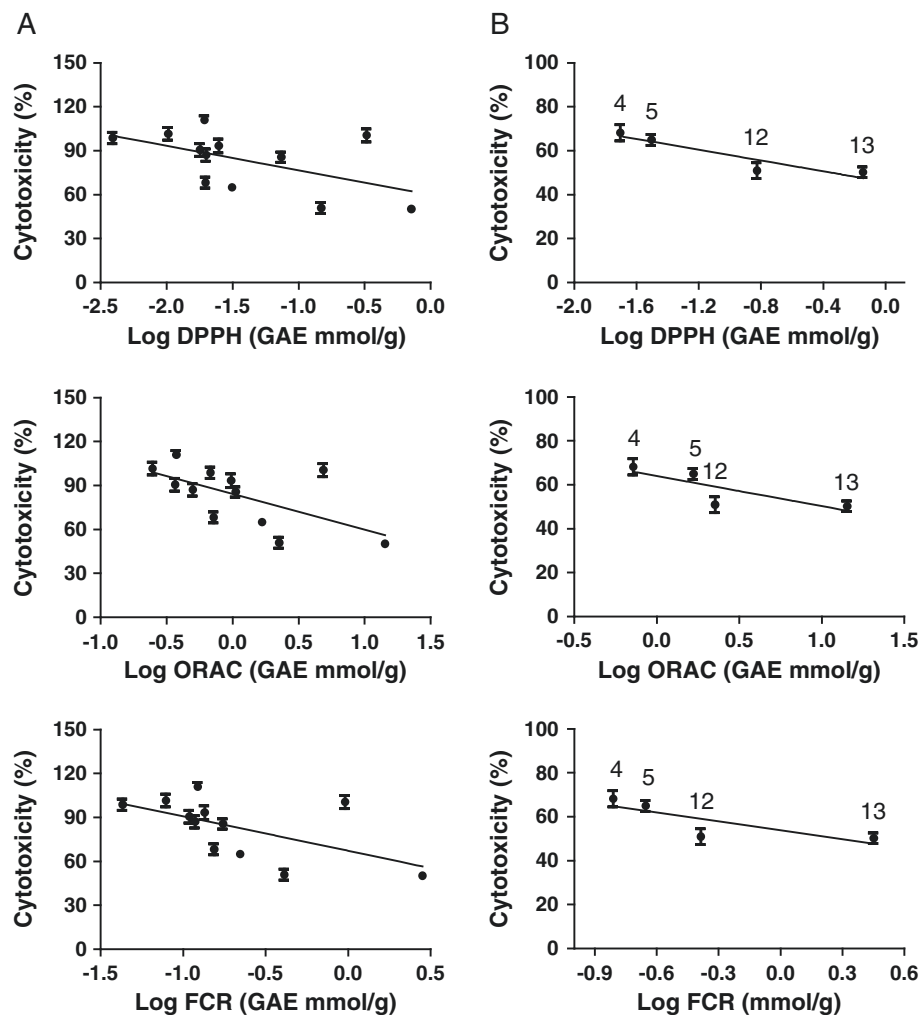 A
B
Cytotoxicity (%)
150
120
90
60
30
0
-2.5 -2.0 -1.5 -1.0 -0.5 0.0
Log DPPH (GAE mmol/g)
Cytotoxicity (%)
100
80
60
40
20
0
4 5 12 13
-2.0 -1.6 -1.2 -0.8 -0.4 0.0
Log DPPH (GAE mmol/g)
Cytotoxicity (%)
150
120
90
60
30
0
-1.0 -0.5 0.0 0.5 1.0 1.5
Log ORAC (GAE mmol/g)
Cytotoxicity (%)
100
80
60
40
20
0
4 5 12 13
-0.5 0.0 0.5 1.0 1.5
Log ORAC (GAE mmol/g)
Cytotoxicity (%)
150
120
90
60
30
0
-1.5 -1.0 -0.5 0.0 0.5
Log FCR (GAE mmol/g)
Cytotoxicity (%)
100
80
60
40
20
0
4 5 12 13
-0.9 -0.6 -0.3 0.0 0.3 0.6
Log FCR (mmol/g)